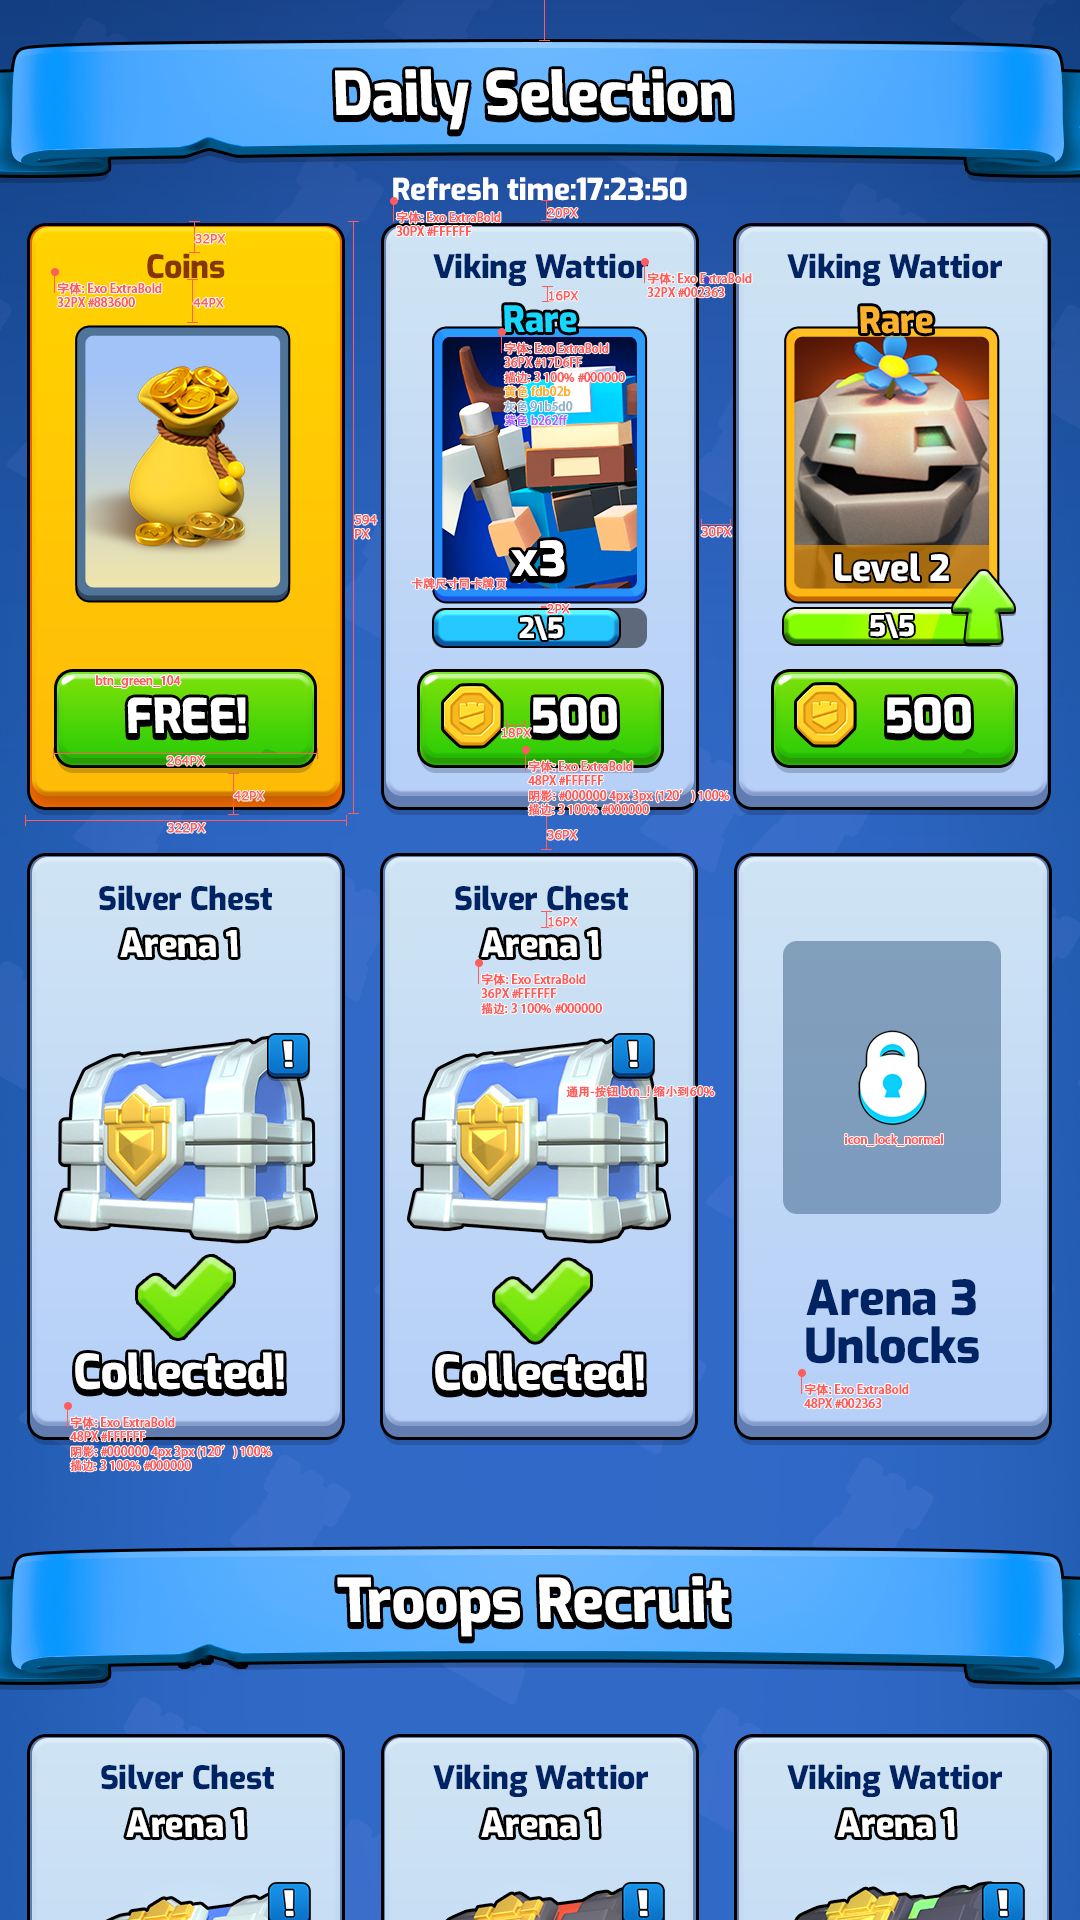 Daily Selection
Refresh time:17:23:50
字体: Exo ExtraBold
30PX #FFFFFF
20PX
32PX
Coins
字体: Exo ExtraBold
32PX #883600
44PX
Viking Wattior
字体: Exo ExtraBold
32PX #002363
16PX
Rare
字体: Exo ExtraBold
36PX #17D6FF
描边: 3 100% #000000
黄色 fdb02b
灰色 91b5d0
紫色 b262ff
x3
卡牌尺寸同卡牌页
2PX
2\5
Viking Wattior
Rare
Level 2
5\5
594
PX
30PX
btn_green_104
FREE!
264PX
42PX
322PX
500
18PX
字体: Exo ExtraBold
48PX #FFFFFF
阴影: #000000 4px 3px (120° ) 100%
描边: 3 100% #000000
36PX
500
Silver Chest
Arena 1
!
Collected!
字体: Exo ExtraBold
48PX #FFFFFF
阴影: #000000 4px 3px (120° ) 100%
描边: 3 100% #000000
Silver Chest
16PX
Arena 1
字体: Exo ExtraBold
36PX #FFFFFF
描边: 3 100% #000000
!
通用-按钮 btn_! 缩小到60%
Collected!
icon_lock_normal
Arena 3
Unlocks
字体: Exo ExtraBold
48PX #002363
Troops Recruit
Silver Chest
Arena 1
!
Viking Wattior
Arena 1
!
Viking Wattior
Arena 1
!